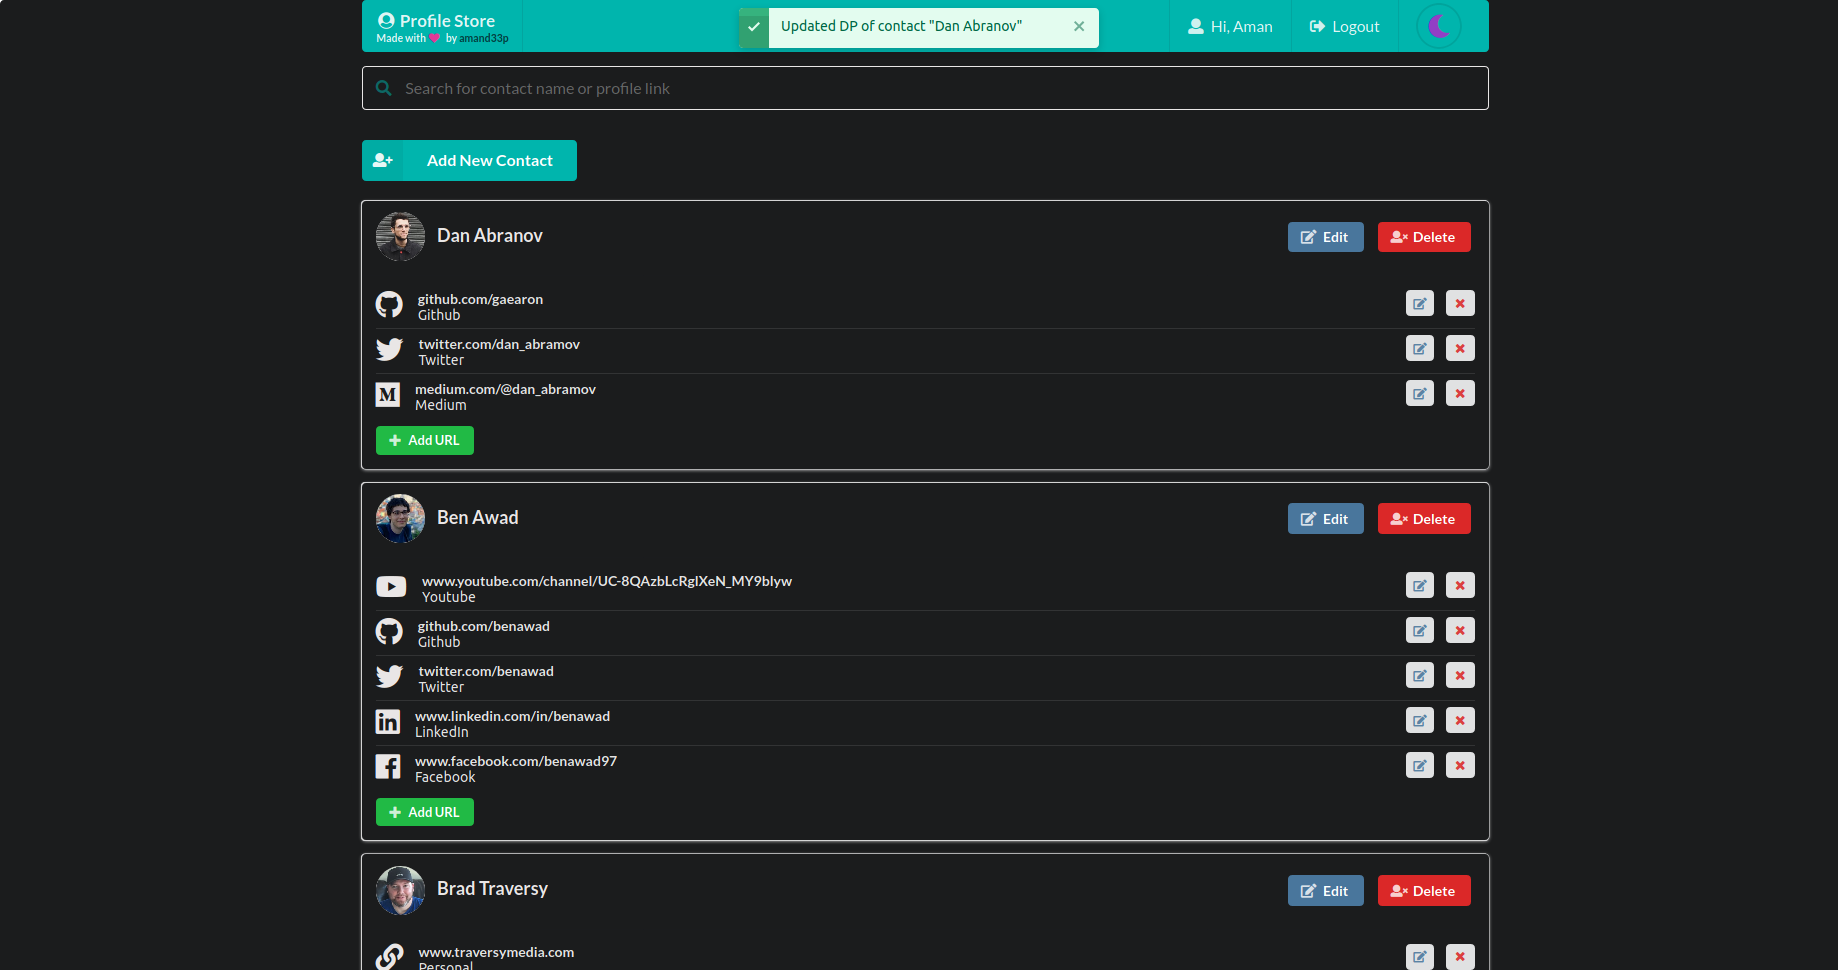 Profile Store
Made with by amand33p
Updated DP of contact "Dan Abranov"
Hi, Aman
Logout
Search for contact name or profile link
Add New Contact
Dan Abranov
Edit
Delete
github.com/gaearon
Github
twitter.com/dan_abramov
Twitter
medium.com/@dan_abramov
Medium
Add URL
Ben Awad
Edit
Delete
www.youtube.com/channel/UC-8QAzbLcRglXeN_MY9blyw
Youtube
github.com/benawad
Github
twitter.com/benawad
Twitter
www.linkedin.com/in/benawad
LinkedIn
www.facebook.com/benawad97
Facebook
Add URL
Brad Traversy
Edit
Delete
www.traversymedia.com
Personal